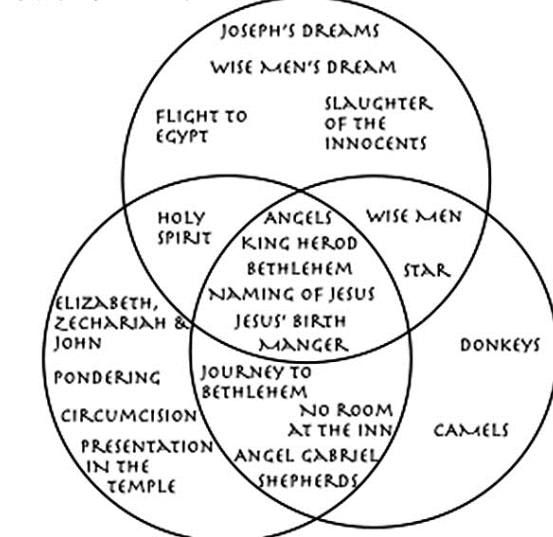 JOSEPH'S DREAMS
WISE MEN'S DREAM
FLIGHT TO
EGYPT
SLAUGHTER
OF THE
INNOCENTS
HOLY
SPIRIT
ANGELS
KING HEROD
BETHLEHEM
NAMING OF JESUS
JESUS' BIRTH
MANGER
WISE MEN
STAR
ELIZABETH,
ZECHARIAH &
JOHN
PONDERING
CIRCUMCISION
PRESENTATION
IN THE
TEMPLE
JOURNEY TO
BETHLEHEM
NO ROOM
AT THE INN
ANGEL GABRIEL
SHEPHERDS
DONKEYS
CAMELS